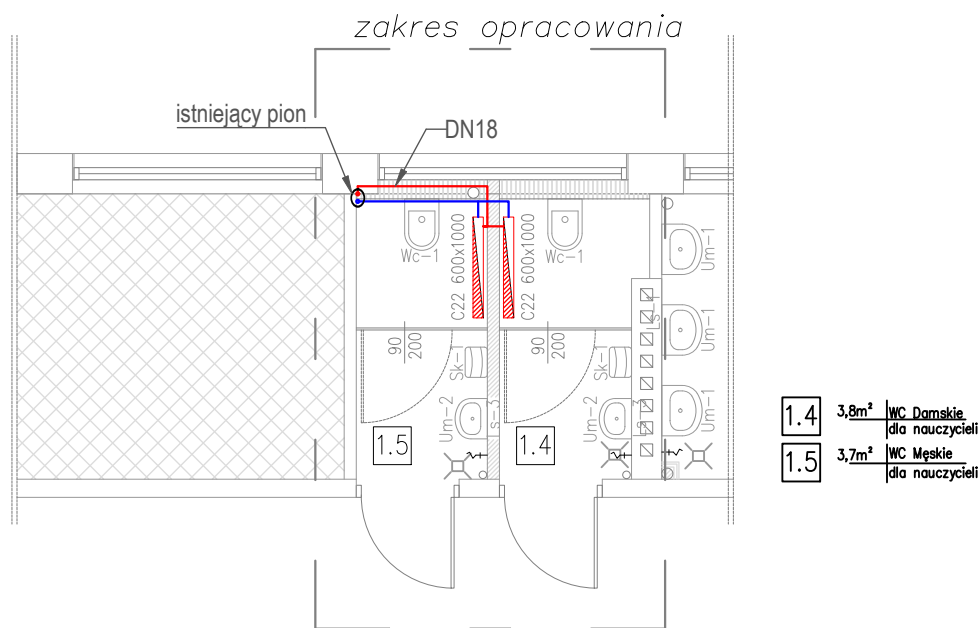 zakres opracowania
istniejący pion
DN18
Wc-1
C22 600x1000
C22 600x1000
Wc-1
Um-1
Um-1
Um-1
90
200
Sk-1
Um-2
1.5
90
200
Sk-1
Um-2
1.4
1.4 3,8m² WC Damskie
dla nauczycieli
1.5 3,7m² WC Męskie
dla nauczycieli